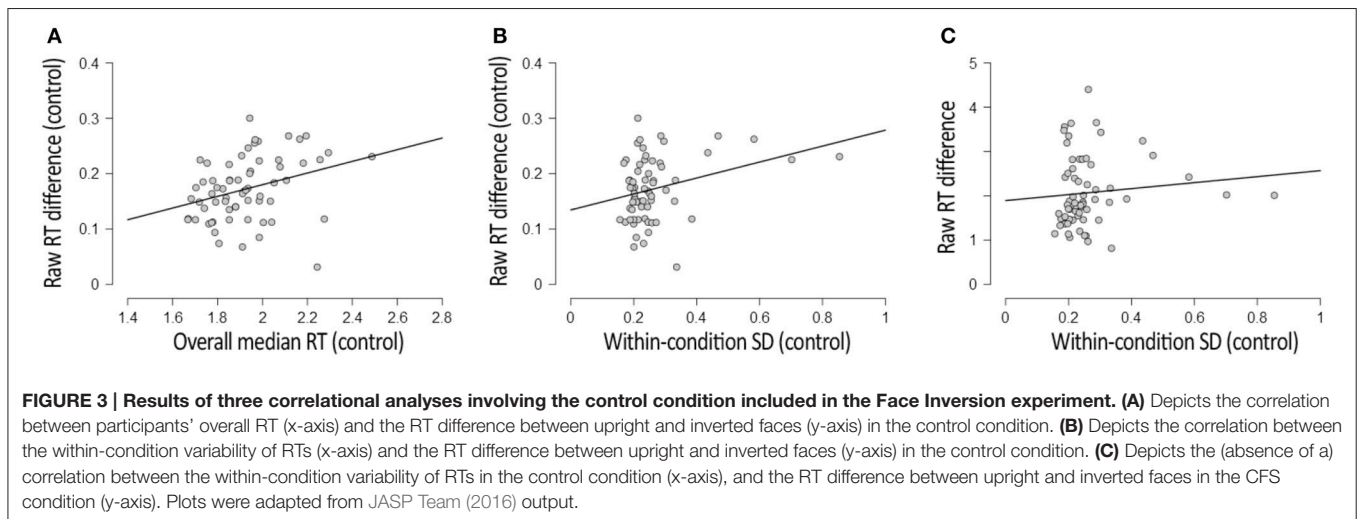 A
Raw RT difference (control)
0.4
0.3
0.2
0.1
0
1.4 1.6 1.8 2 2.2 2.4 2.6 2.8
Overall median RT (control)
B
Raw RT difference (control)
0.4
0.3
0.2
0.1
0
0 0.2 0.4 0.6 0.8 1
Within-condition SD (control)
C
Raw RT difference
5
4
2
1
0
0 0.2 0.4 0.6 0.8 1
Within-condition SD (control)
FIGURE 3 | Results of three correlational analyses involving the control condition included in the Face Inversion experiment. (A) Depicts the correlation
between participants' overall RT (x-axis) and the RT difference between upright and inverted faces (y-axis) in the control condition. (B) Depicts the correlation between
the within-condition variability of RTs (x-axis) and the RT difference between upright and inverted faces (y-axis) in the control condition. (C) Depicts the (absence of a)
correlation between the within-condition variability of RTs in the control condition (x-axis), and the RT difference between upright and inverted faces in the CFS
condition (y-axis). Plots were adapted from JASP Team (2016) output.